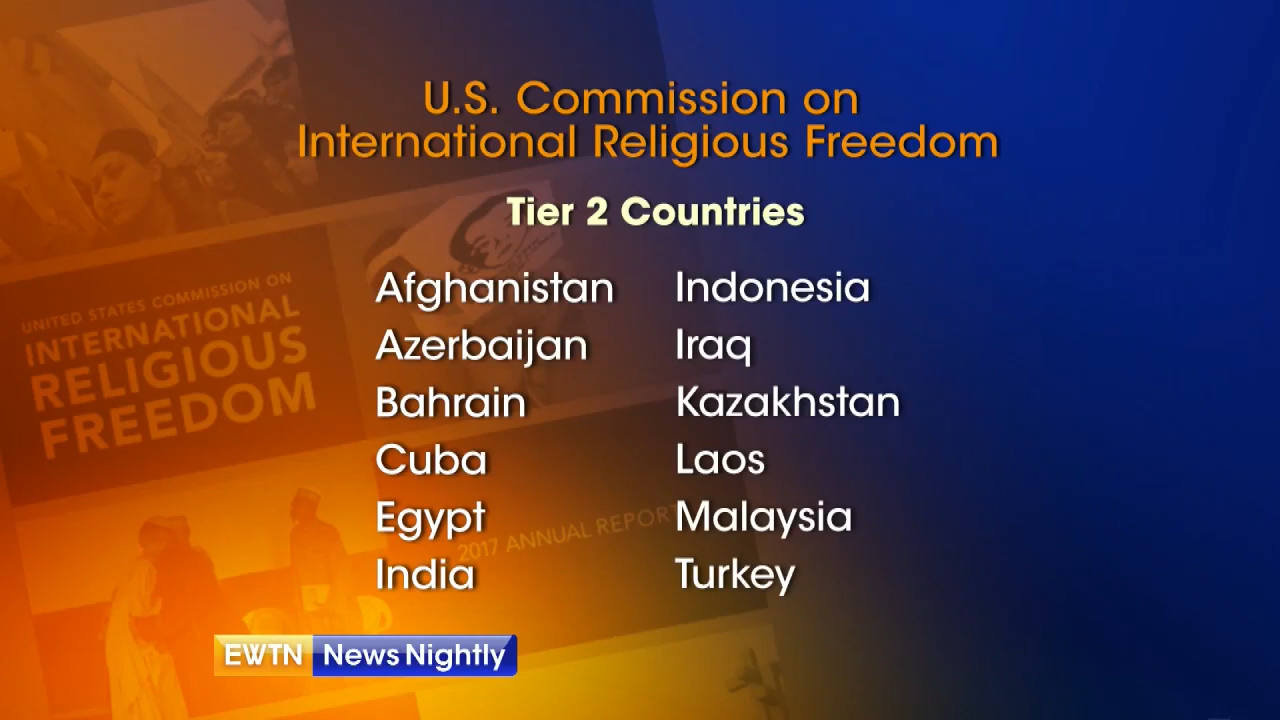 U.S. Commission on
International Religious Freedom
Tier 2 Countries
Afghanistan
Azerbaijan
Bahrain
Cuba
Egypt
India
Indonesia
Iraq
Kazakhstan
Laos
Malaysia
Turkey
UNITED STATES COMMISSION ON
INTERNATIONAL
RELIGIOUS
FREEDOM
2017 ANNUAL REPORT
EWTN News Nightly